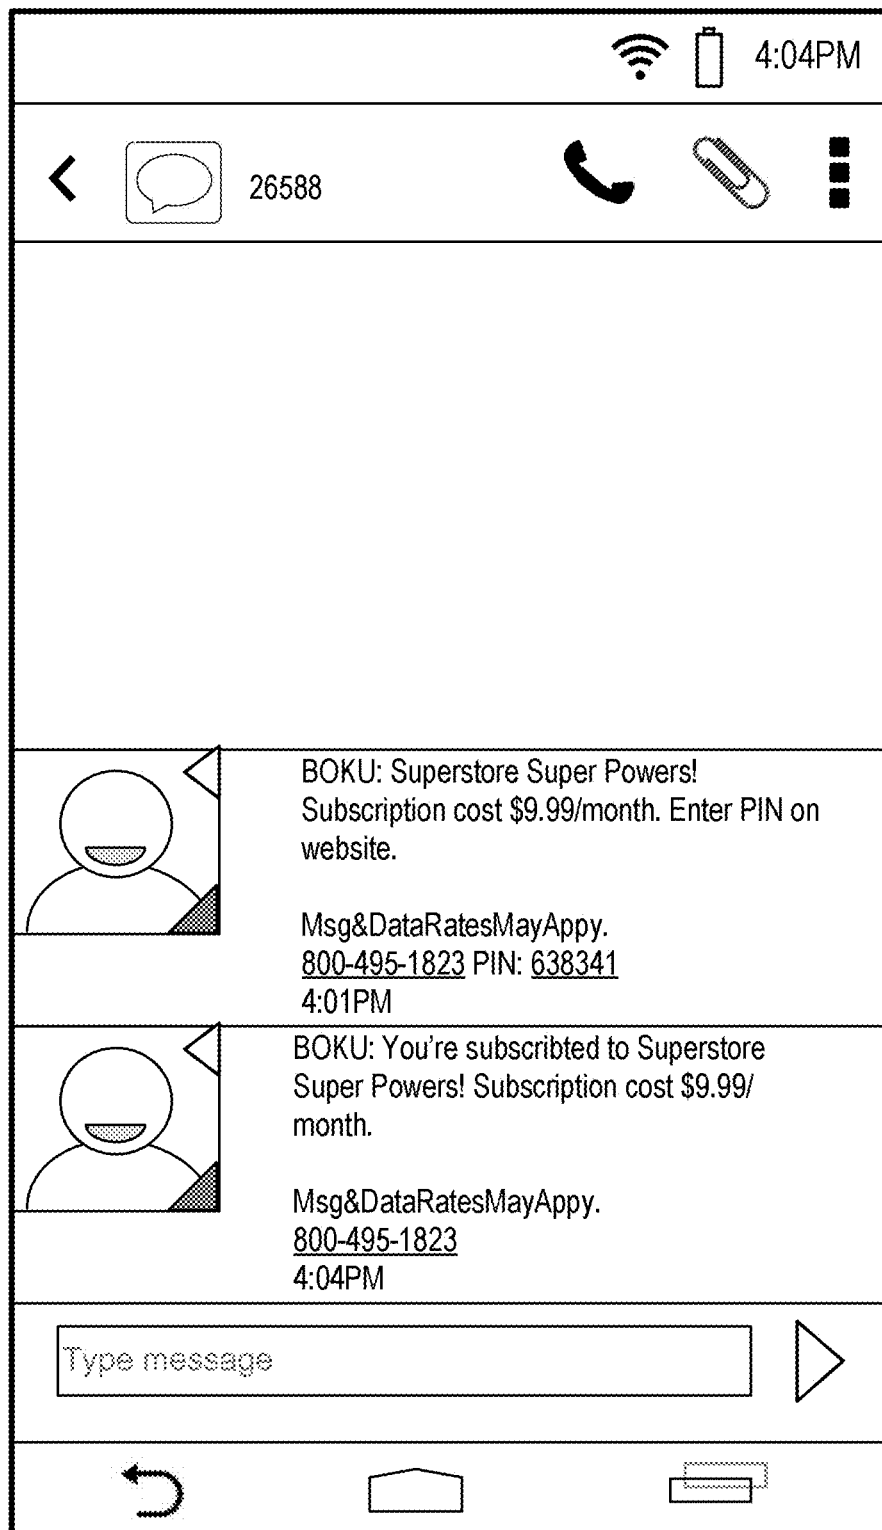 4:04PM
26588
BOKU: Superstore Super Powers!
Subscription cost $9.99/month. Enter PIN on
website.
Msg&DataRatesMayAppy.
800-495-1823 PIN: 638341
4:01PM
BOKU: You're subscribted to Superstore
Super Powers! Subscription cost $9.99/
month.
Msg&DataRatesMayAppy.
800-495-1823
4:04PM
Type message